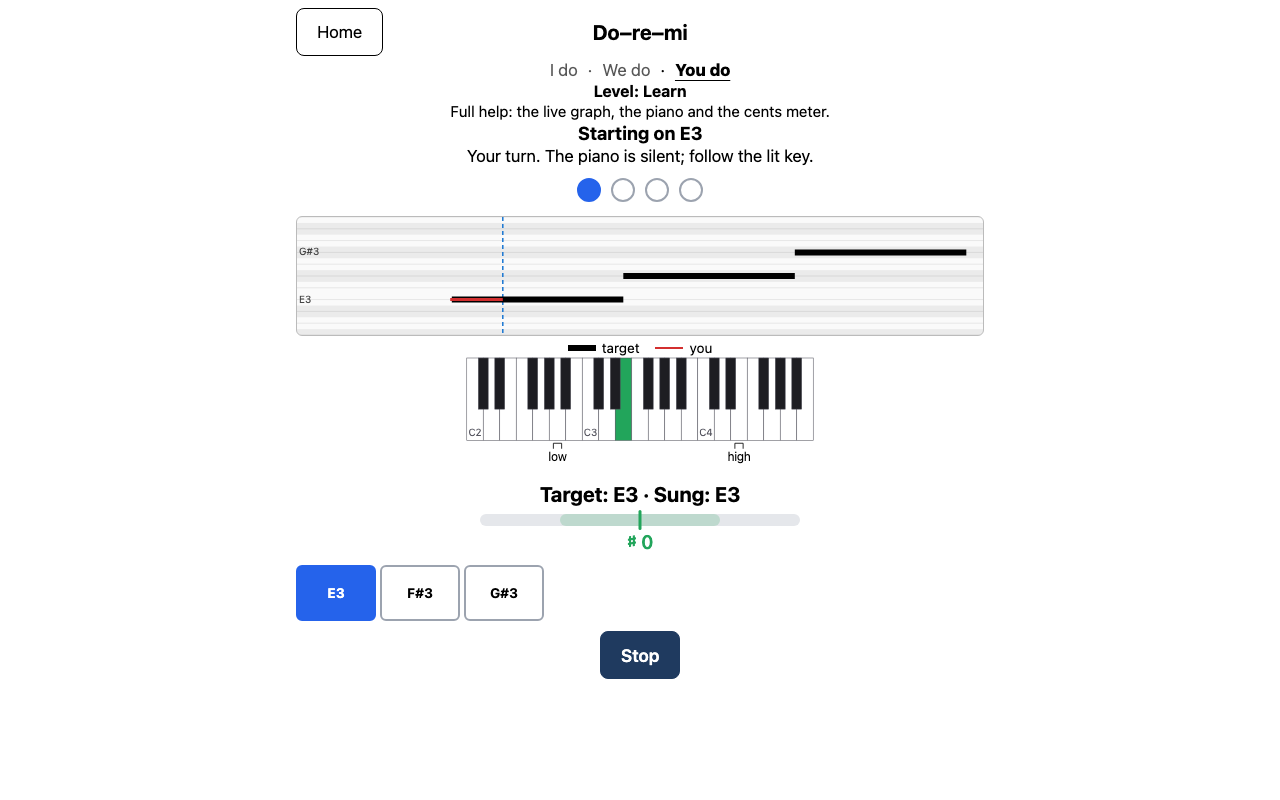 Home
Do–re–mi
I do · We do · You do
Level: Learn
Full help: the live graph, the piano and the cents meter.
Starting on E3
Your turn. The piano is silent; follow the lit key.
G#3
E3
target you
C2 C3 C4
low high
Target: E3 · Sung: E3
♯ 0
E3 F#3 G#3
Stop